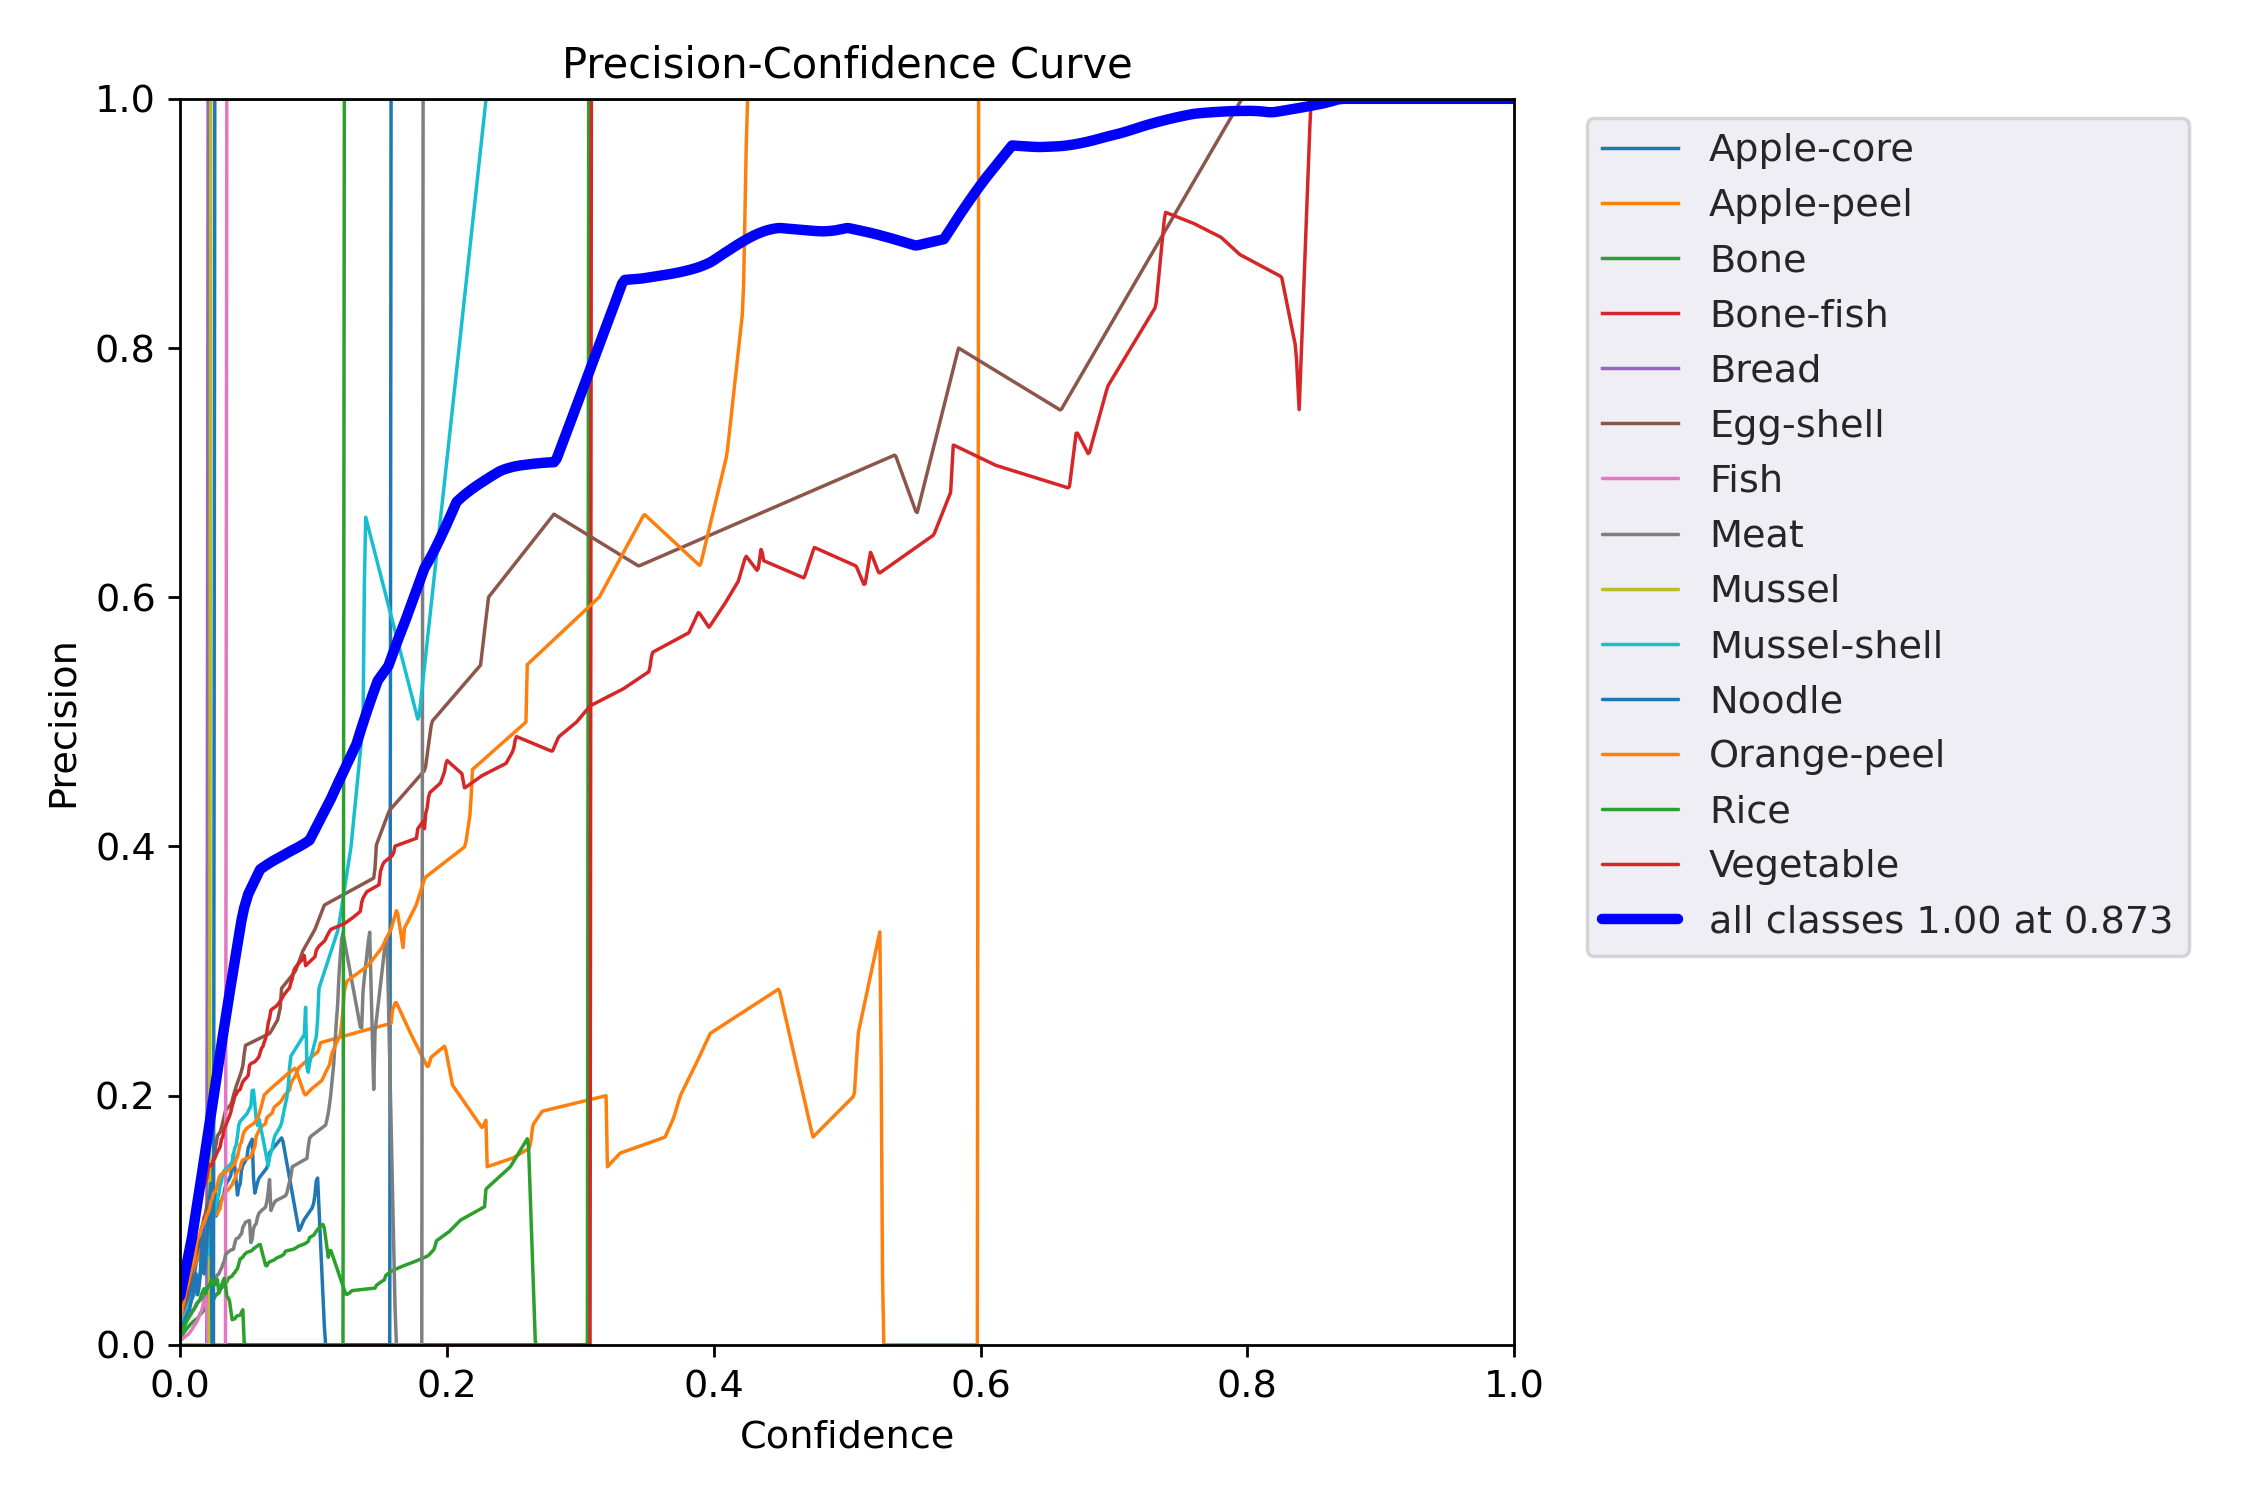 Precision-Confidence Curve
1.0
0.8
0.6
0.4
0.2
0.0
Precision
0.0 0.2 0.4 0.6 0.8 1.0
Confidence
Apple-core
Apple-peel
Bone
Bone-fish
Bread
Egg-shell
Fish
Meat
Mussel
Mussel-shell
Noodle
Orange-peel
Rice
Vegetable
all classes 1.00 at 0.873